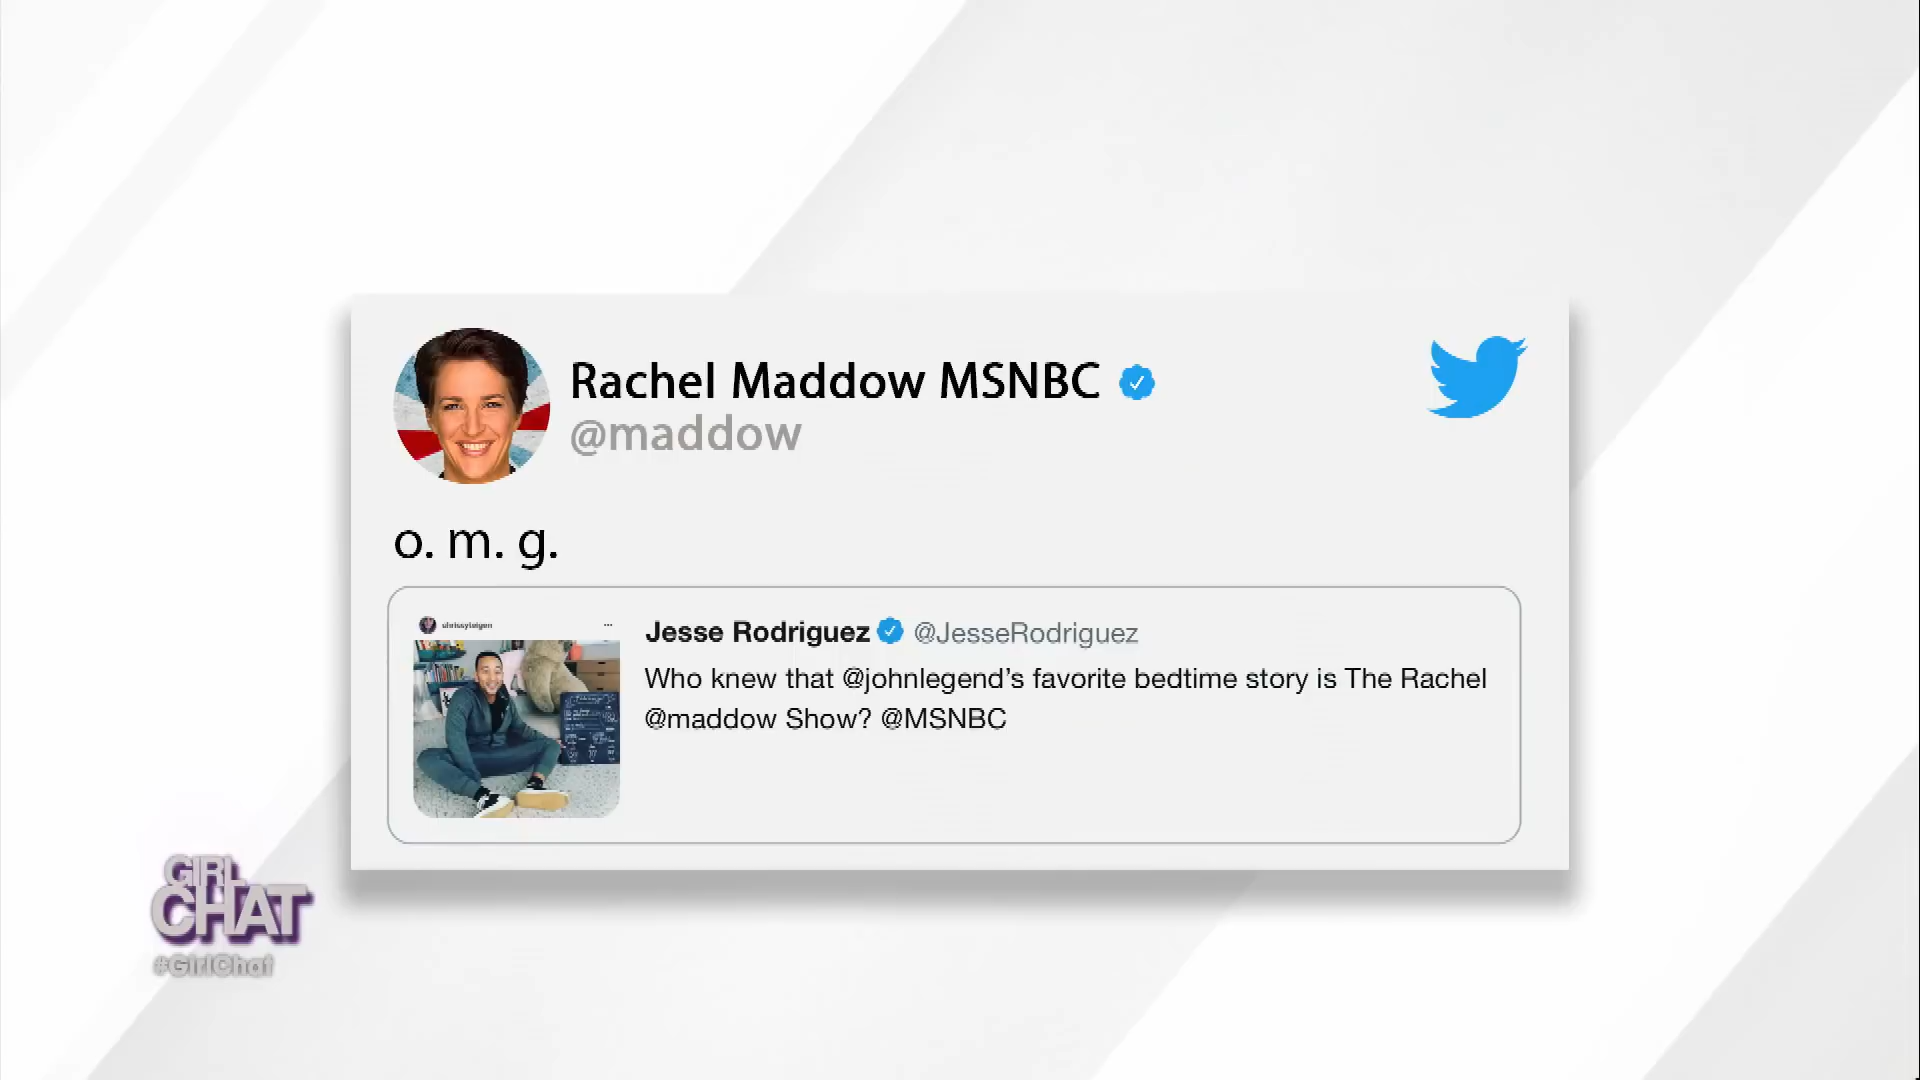 Rachel Maddow MSNBC
@maddow
o. m. g.
chrissyteigen
Jesse Rodriguez @JesseRodriguez
Who knew that @johnlegend's favorite bedtime story is The Rachel
@maddow Show? @MSNBC
GIRL
CHAT
#GirlChat